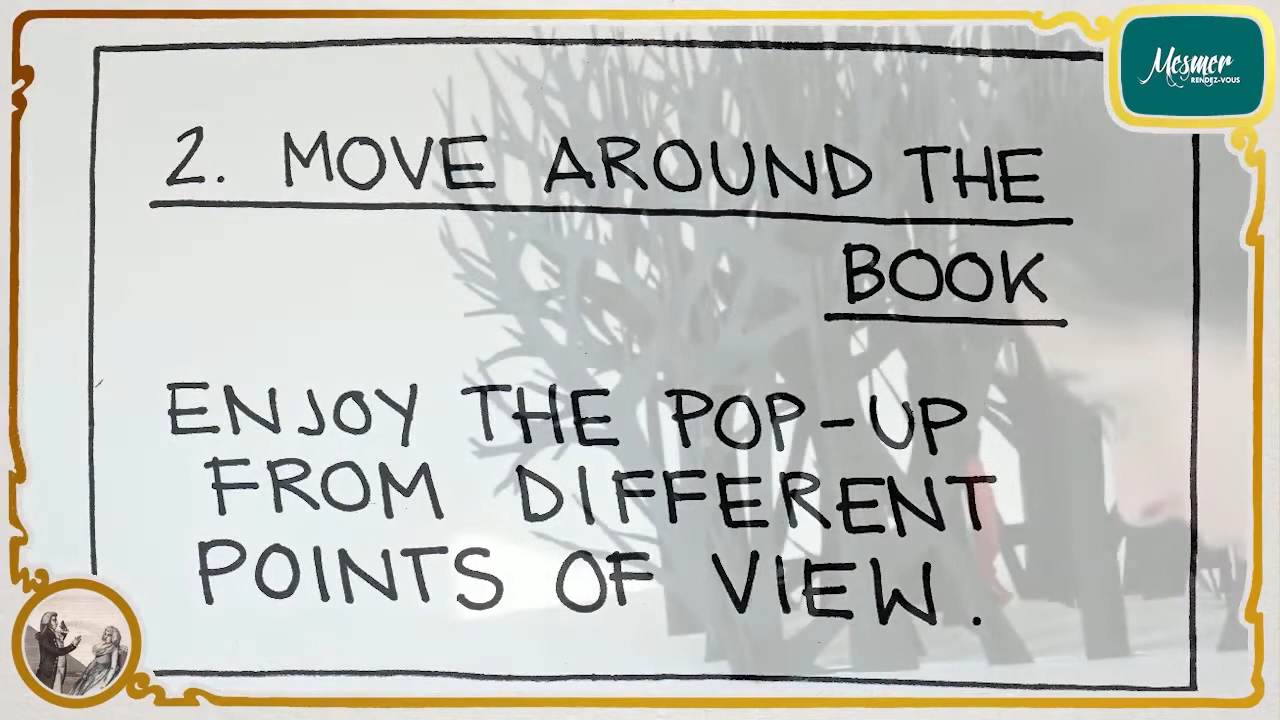 Mesmer
RENDEZ-VOUS
2. MOVE AROUND THE
BOOK
ENJOY THE POP-UP
FROM DIFFERENT
POINTS OF VIEW.